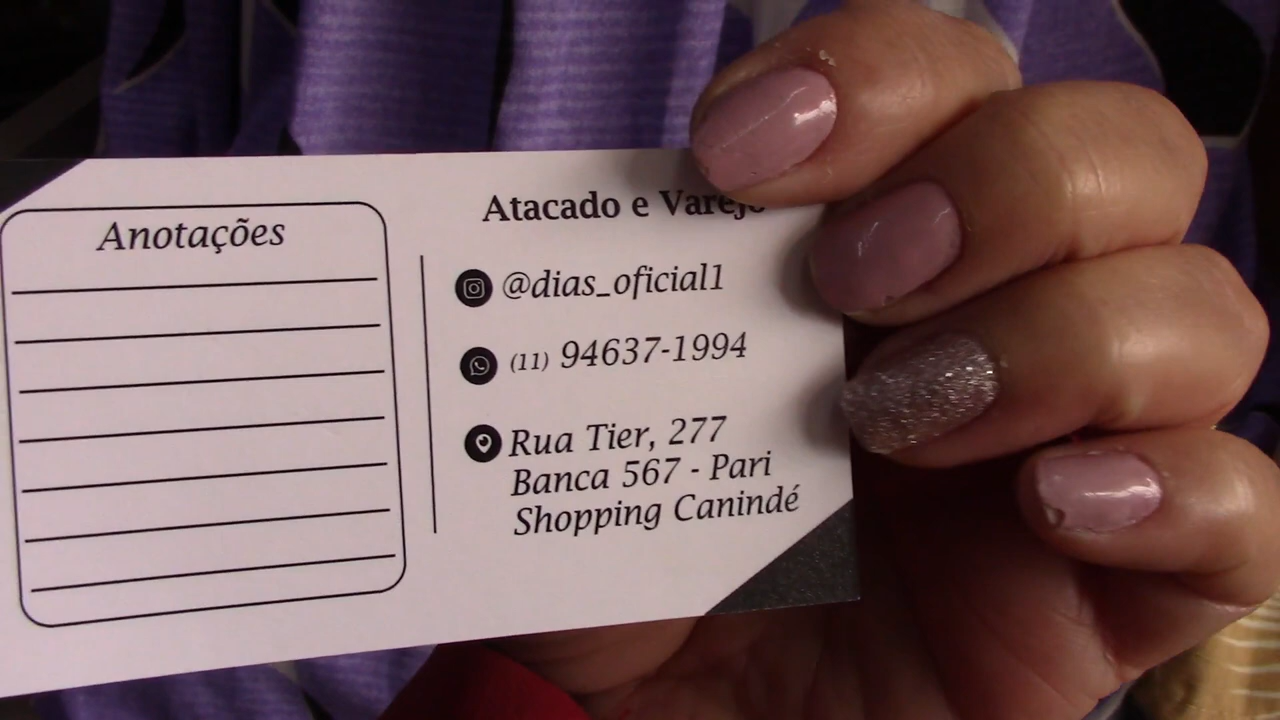 Anotações
Atacado e Varejo
@dias_oficial1
(11) 94637-1994
Rua Tier, 277
Banca 567 - Pari
Shopping Canindé